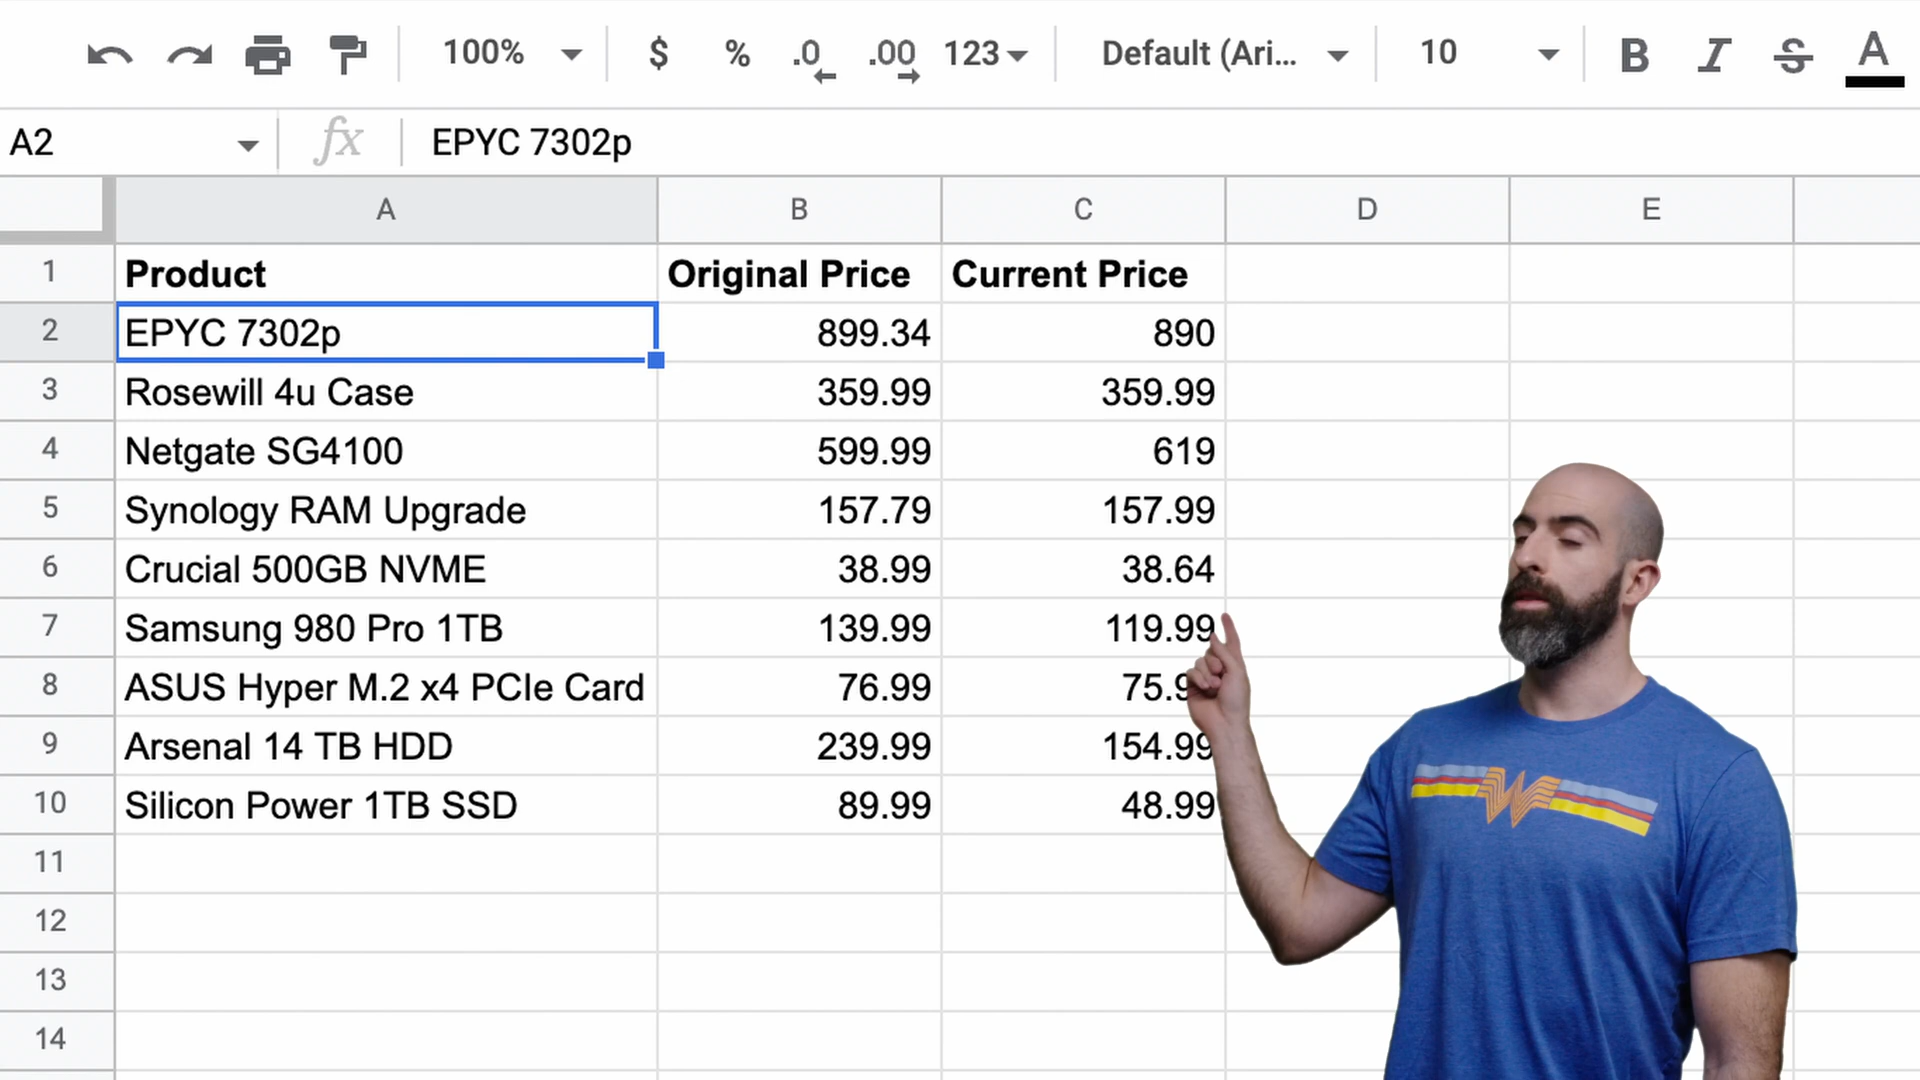 100% $ % .0 .00 123 Default (Ari... 10 B I S A
A2 fx EPYC 7302p
A B C D E
1 Product Original Price Current Price
2 EPYC 7302p 899.34 890
3 Rosewill 4u Case 359.99 359.99
4 Netgate SG4100 599.99 619
5 Synology RAM Upgrade 157.79 157.99
6 Crucial 500GB NVME 38.99 38.64
7 Samsung 980 Pro 1TB 139.99 119.99
8 ASUS Hyper M.2 x4 PCIe Card 76.99
9 Arsenal 14 TB HDD 239.99 154.99
10 Silicon Power 1TB SSD 89.99 48.99
11
12
13
14
W